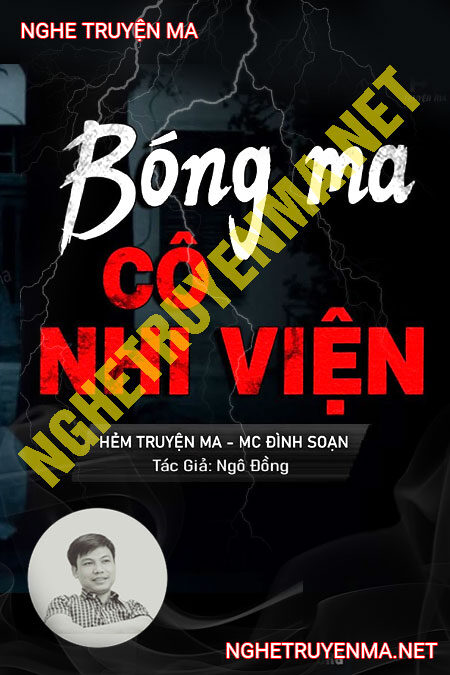 NGHE TRUYỆN MA
Bóng ma
CÔ
NHI VIỆN
NGHETRUYENMA.NET
HẺM TRUYỆN MA - MC ĐÌNH SOẠN
Tác Giả: Ngô Đồng
NGHETRUYENMA.NET